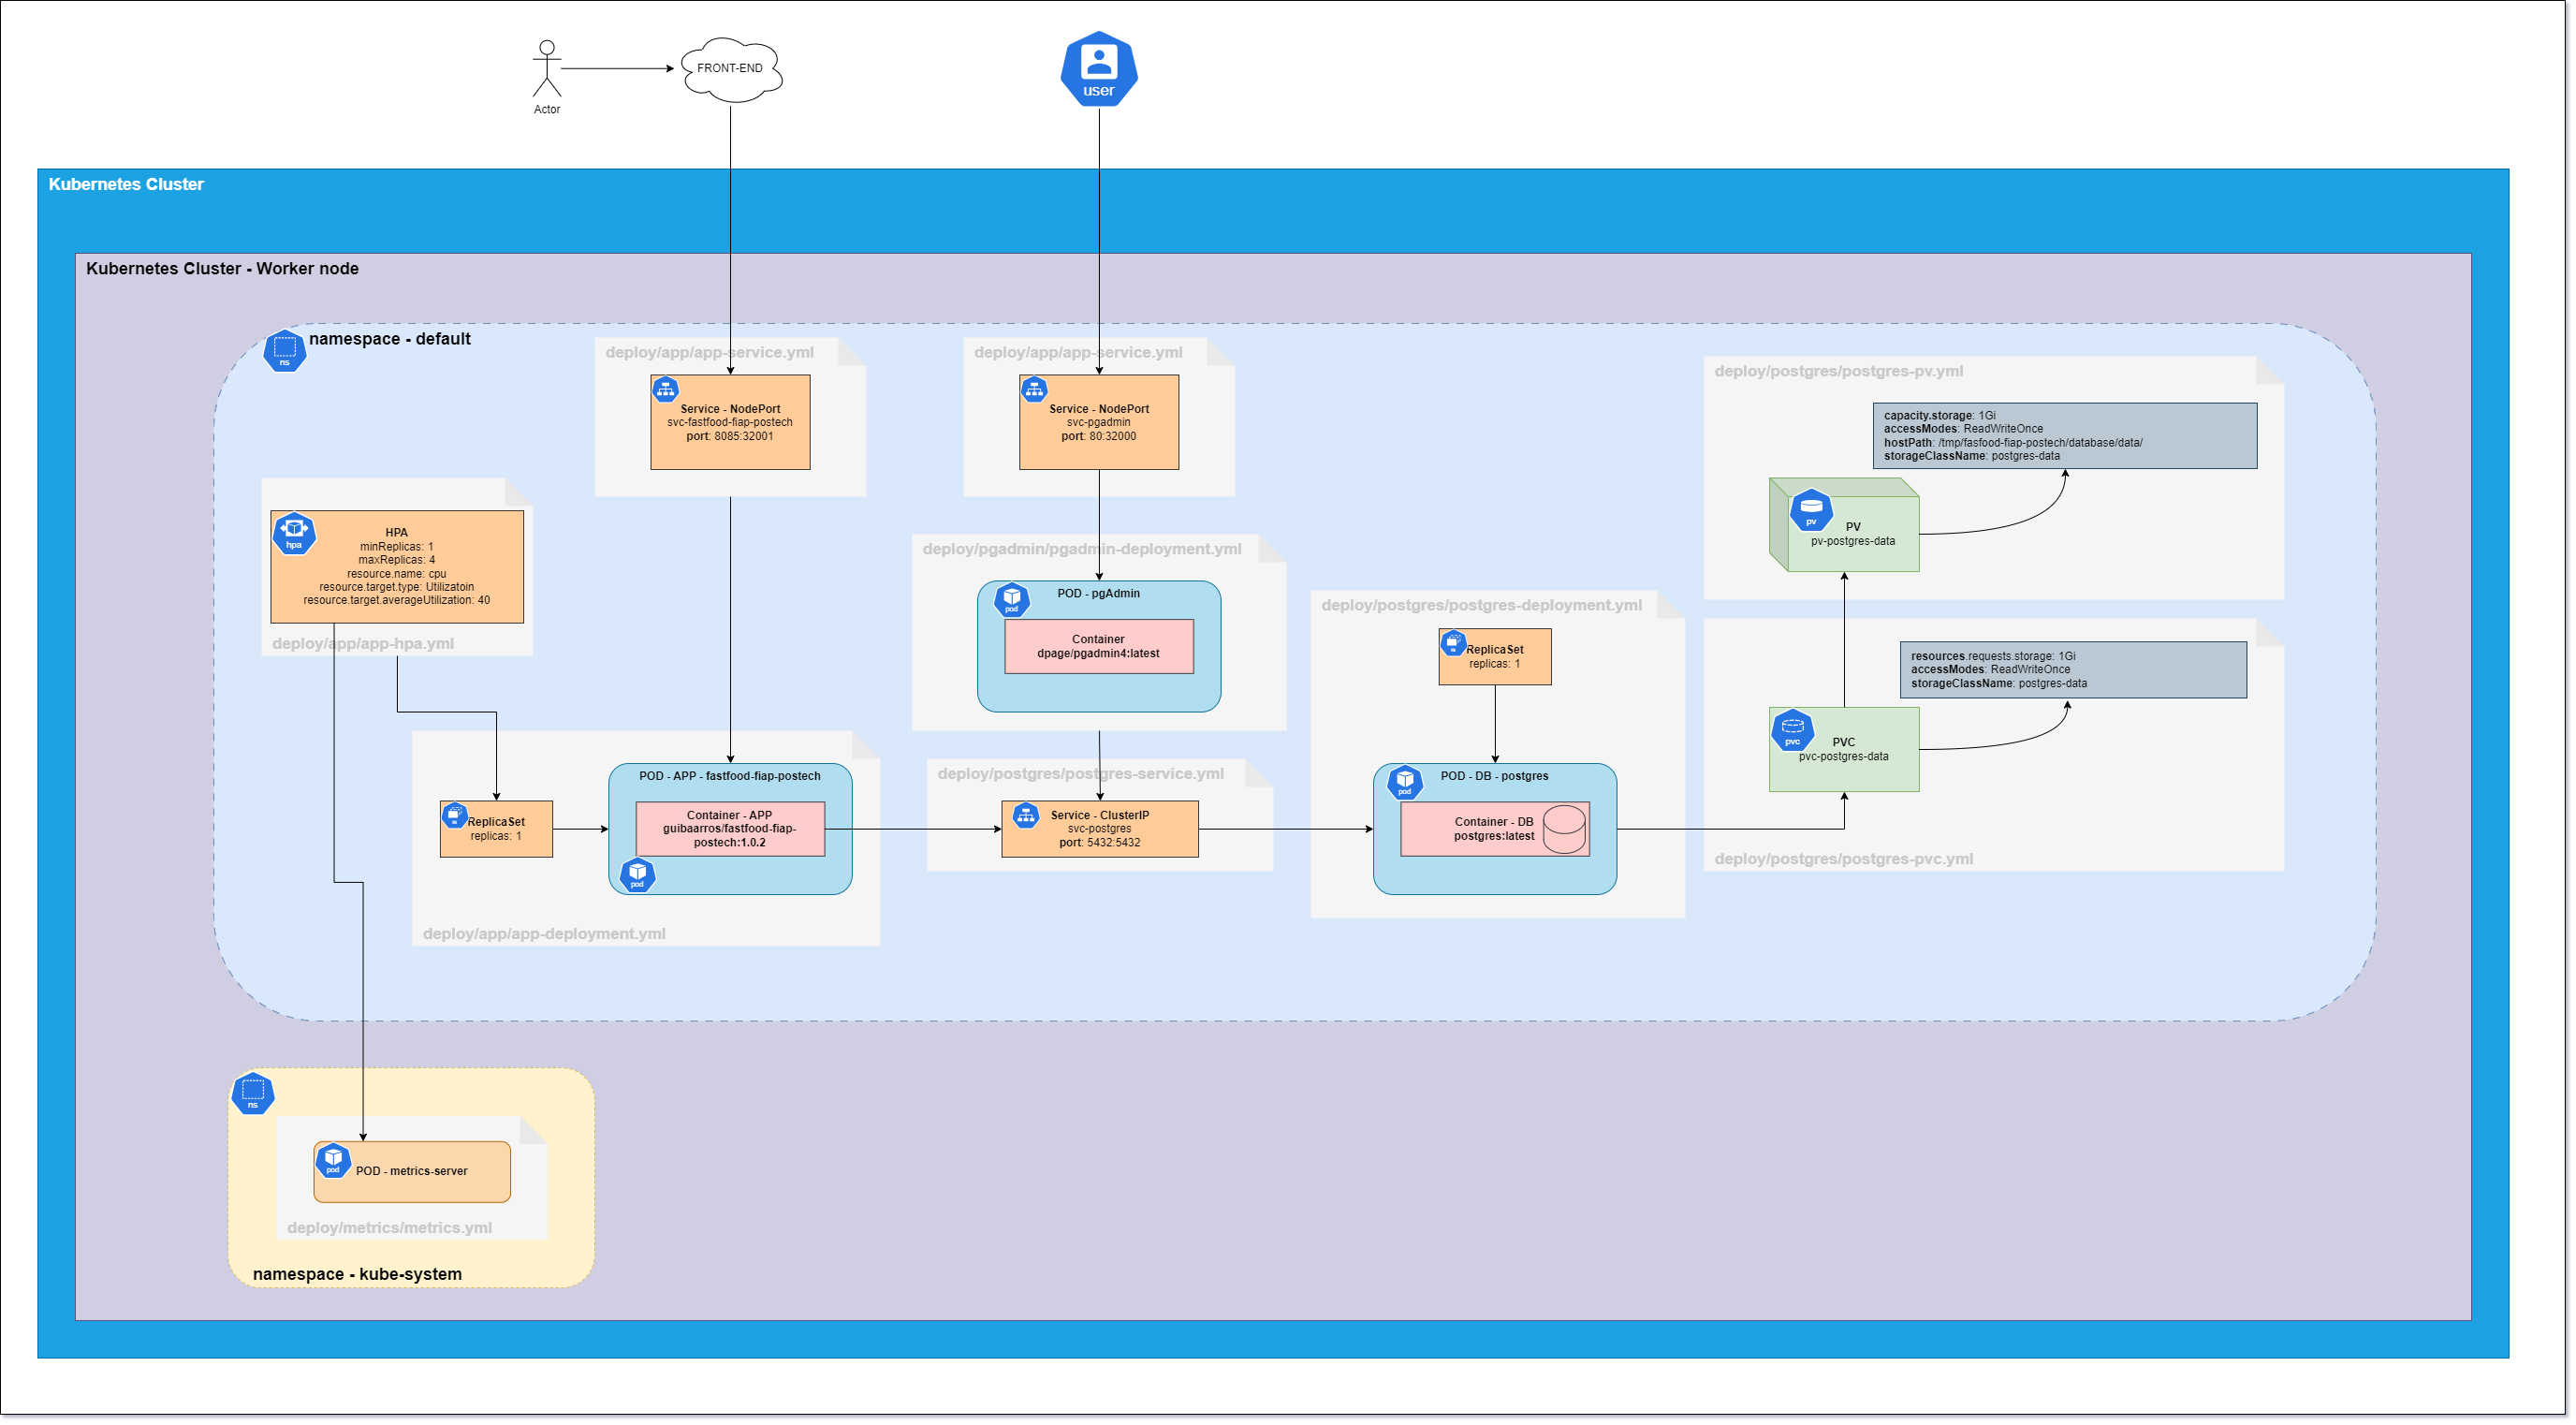 Actor
FRONT-END
user
Kubernetes Cluster
Kubernetes Cluster - Worker node
ns
namespace - default
deploy/app/app-service.yml
Service - NodePort
svc-fastfood-fiap-postech
port: 8085:32001
deploy/app/app-service.yml
Service - NodePort
svc-pgadmin
port: 80:32000
deploy/postgres/postgres-pv.yml
capacity.storage: 1Gi
accessModes: ReadWriteOnce
hostPath: /tmp/fasfood-fiap-postech/database/data/
storageClassName: postgres-data
pv
PV
pv-postgres-data
hpa
HPA
minReplicas: 1
maxReplicas: 4
resource.name: cpu
resource.target.type: Utilizatoin
resource.target.averageUtilization: 40
deploy/app/app-hpa.yml
deploy/pgadmin/pgadmin-deployment.yml
pod
POD - pgAdmin
Container
dpage/pgadmin4:latest
deploy/postgres/postgres-deployment.yml
rs
ReplicaSet
replicas: 1
resources.requests.storage: 1Gi
accessModes: ReadWriteOnce
storageClassName: postgres-data
pvc
PVC
pvc-postgres-data
deploy/postgres/postgres-pvc.yml
rs
ReplicaSet
replicas: 1
POD - APP - fastfood-fiap-postech
Container - APP
guibaarros/fastfood-fiap-
postech:1.0.2
pod
deploy/app/app-deployment.yml
deploy/postgres/postgres-service.yml
Service - ClusterIP
svc-postgres
port: 5432:5432
pod
POD - DB - postgres
Container - DB
postgres:latest
ns
pod
POD - metrics-server
deploy/metrics/metrics.yml
namespace - kube-system